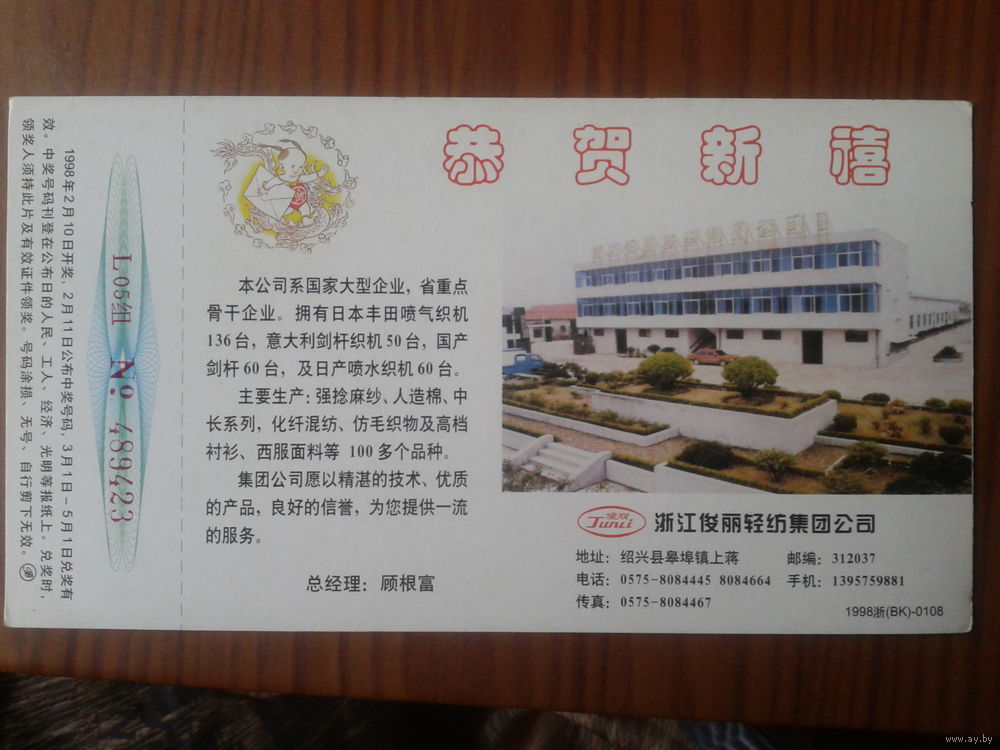 恭贺新禧
1998年2月10日开奖，2月11日公布中奖号码，3月1日－5月1日兑奖有
效。中奖号码刊登在公布日的人民、工人、经济、光明等报纸上。兑奖时，
领奖人须持此片及有效证件领奖。号码涂损、无号、自行剪下无效。
L 05组 No. 489423
本公司系国家大型企业，省重点
骨干企业。拥有日本丰田喷气织机
136台，意大利剑杆织机50台，国产
剑杆60台，及日产喷水织机60台。
主要生产：强捻麻纱、人造棉、中
长系列，化纤混纺、仿毛织物及高档
衬衫、西服面料等 100多个品种。
集团公司愿以精湛的技术、优质
的产品，良好的信誉，为您提供一流
的服务。
总经理：顾根富
俊丽
JUNLI
浙江俊丽轻纺集团公司
地址：绍兴县皋埠镇上蒋 邮编：312037
电话：0575-8084445 8084664 手机：1395759881
传真：0575-8084467
1998浙(BK)-0108
www.ay.by